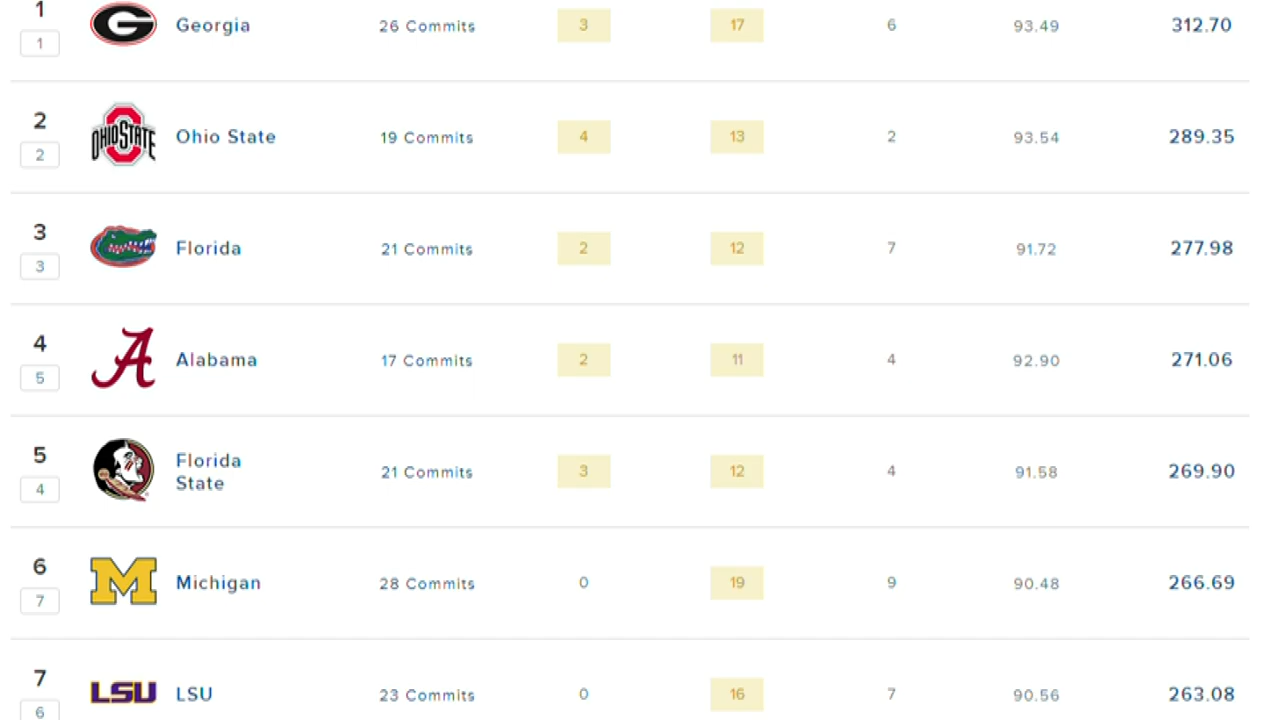 1 Georgia 26 Commits 3 17 6 93.49 312.70
1
2 OHIO STATE Ohio State 19 Commits 4 13 2 93.54 289.35
2
3 Florida 21 Commits 2 12 7 91.72 277.98
3
4 A Alabama 17 Commits 2 11 4 92.90 271.06
5
5 Florida
State 21 Commits 3 12 4 91.58 269.90
4
6 M Michigan 28 Commits 0 19 9 90.48 266.69
7
7 LSU LSU 23 Commits 0 16 7 90.56 263.08
6